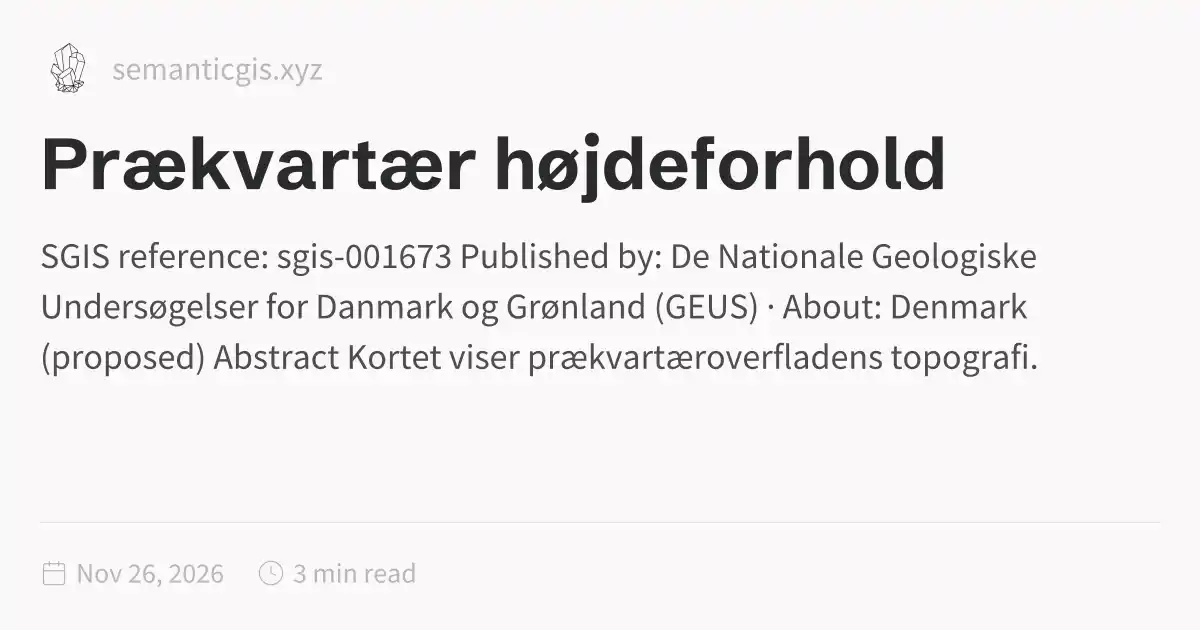 semanticgis.xyz
Prækvartær højdeforhold
SGIS reference: sgis-001673 Published by: De Nationale Geologiske
Undersøgelser for Danmark og Grønland (GEUS) · About: Denmark
(proposed) Abstract Kortet viser prækvartæroverfladens topografi.
Nov 26, 2026 3 min read